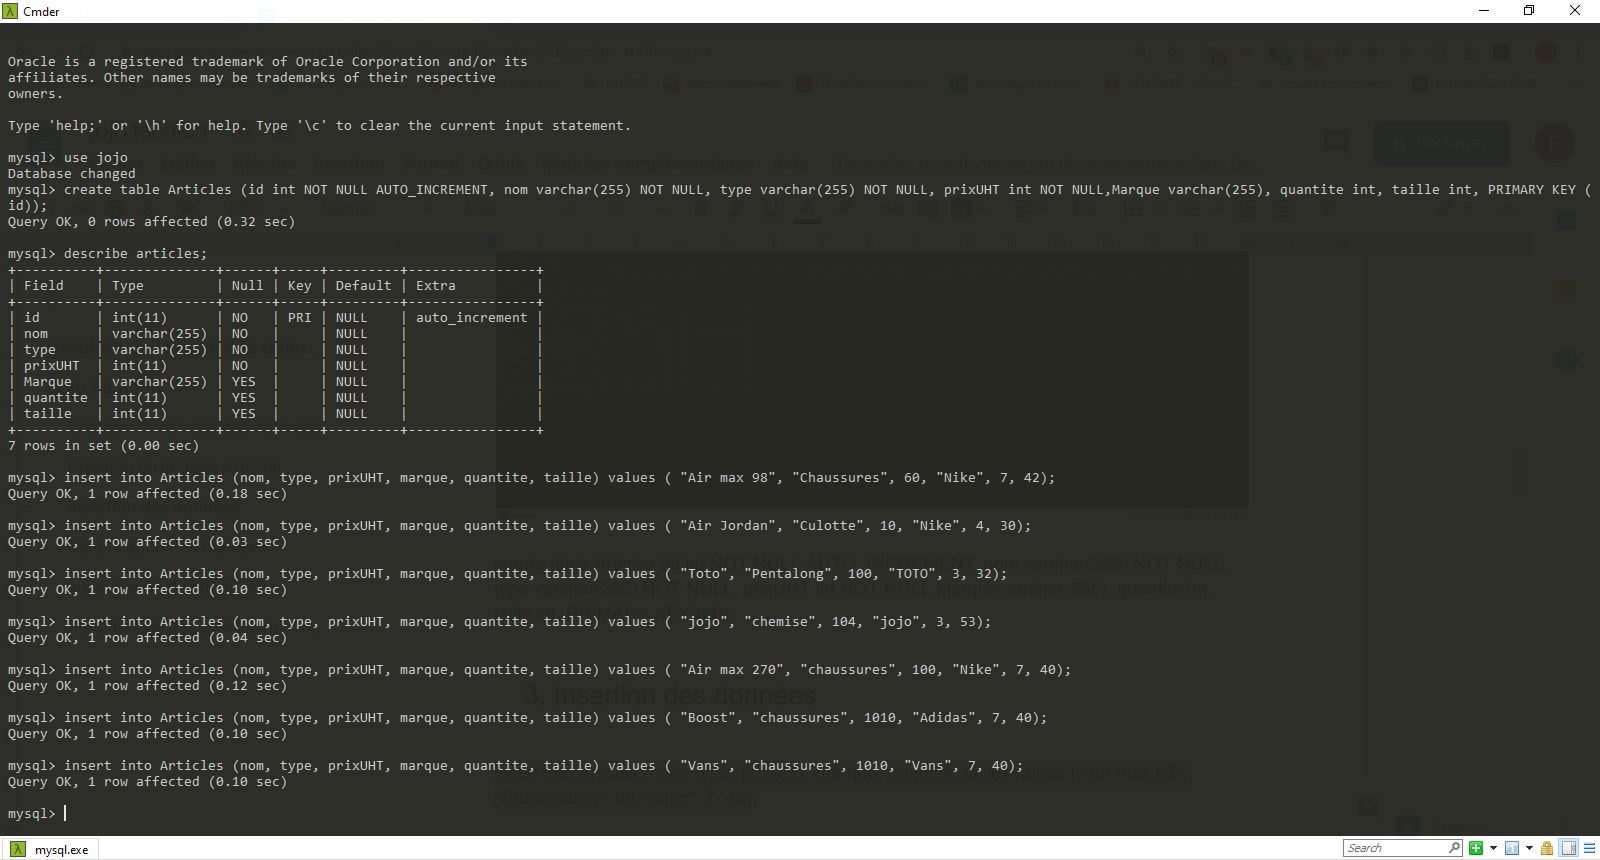 Cmder
Oracle is a registered trademark of Oracle Corporation and/or its
affiliates. Other names may be trademarks of their respective
owners.
Type 'help;' or '\h' for help. Type '\c' to clear the current input statement.
mysql> use jojo
Database changed
mysql> create table Articles (id int NOT NULL AUTO_INCREMENT, nom varchar(255) NOT NULL, type varchar(255) NOT NULL, prixUHT int NOT NULL,Marque varchar(255), quantite int, taille int, PRIMARY KEY (
id));
Query OK, 0 rows affected (0.32 sec)
mysql> describe articles;
+----------+--------------+------+-----+---------+----------------+
| Field    | Type         | Null | Key | Default | Extra          |
+----------+--------------+------+-----+---------+----------------+
| id       | int(11)      | NO   | PRI | NULL    | auto_increment |
| nom      | varchar(255) | NO   |     | NULL    |                |
| type     | varchar(255) | NO   |     | NULL    |                |
| prixUHT  | int(11)      | NO   |     | NULL    |                |
| Marque   | varchar(255) | YES  |     | NULL    |                |
| quantite | int(11)      | YES  |     | NULL    |                |
| taille   | int(11)      | YES  |     | NULL    |                |
+----------+--------------+------+-----+---------+----------------+
7 rows in set (0.00 sec)
mysql> insert into Articles (nom, type, prixUHT, marque, quantite, taille) values ( "Air max 98", "Chaussures", 60, "Nike", 7, 42);
Query OK, 1 row affected (0.18 sec)
mysql> insert into Articles (nom, type, prixUHT, marque, quantite, taille) values ( "Air Jordan", "Culotte", 10, "Nike", 4, 30);
Query OK, 1 row affected (0.03 sec)
mysql> insert into Articles (nom, type, prixUHT, marque, quantite, taille) values ( "Toto", "Pentalong", 100, "TOTO", 3, 32);
Query OK, 1 row affected (0.10 sec)
mysql> insert into Articles (nom, type, prixUHT, marque, quantite, taille) values ( "jojo", "chemise", 104, "jojo", 3, 53);
Query OK, 1 row affected (0.04 sec)
mysql> insert into Articles (nom, type, prixUHT, marque, quantite, taille) values ( "Air max 270", "chaussures", 100, "Nike", 7, 40);
Query OK, 1 row affected (0.12 sec)
3. Insertion des données
mysql> insert into Articles (nom, type, prixUHT, marque, quantite, taille) values ( "Boost", "chaussures", 1010, "Adidas", 7, 40);
Query OK, 1 row affected (0.10 sec)
mysql> insert into Articles (nom, type, prixUHT, marque, quantite, taille) values ( "Vans", "chaussures", 1010, "Vans", 7, 40);
Query OK, 1 row affected (0.10 sec)
"Chaussures", 60, "Nike", 7, 42);
mysql>
mysql.exe
Search